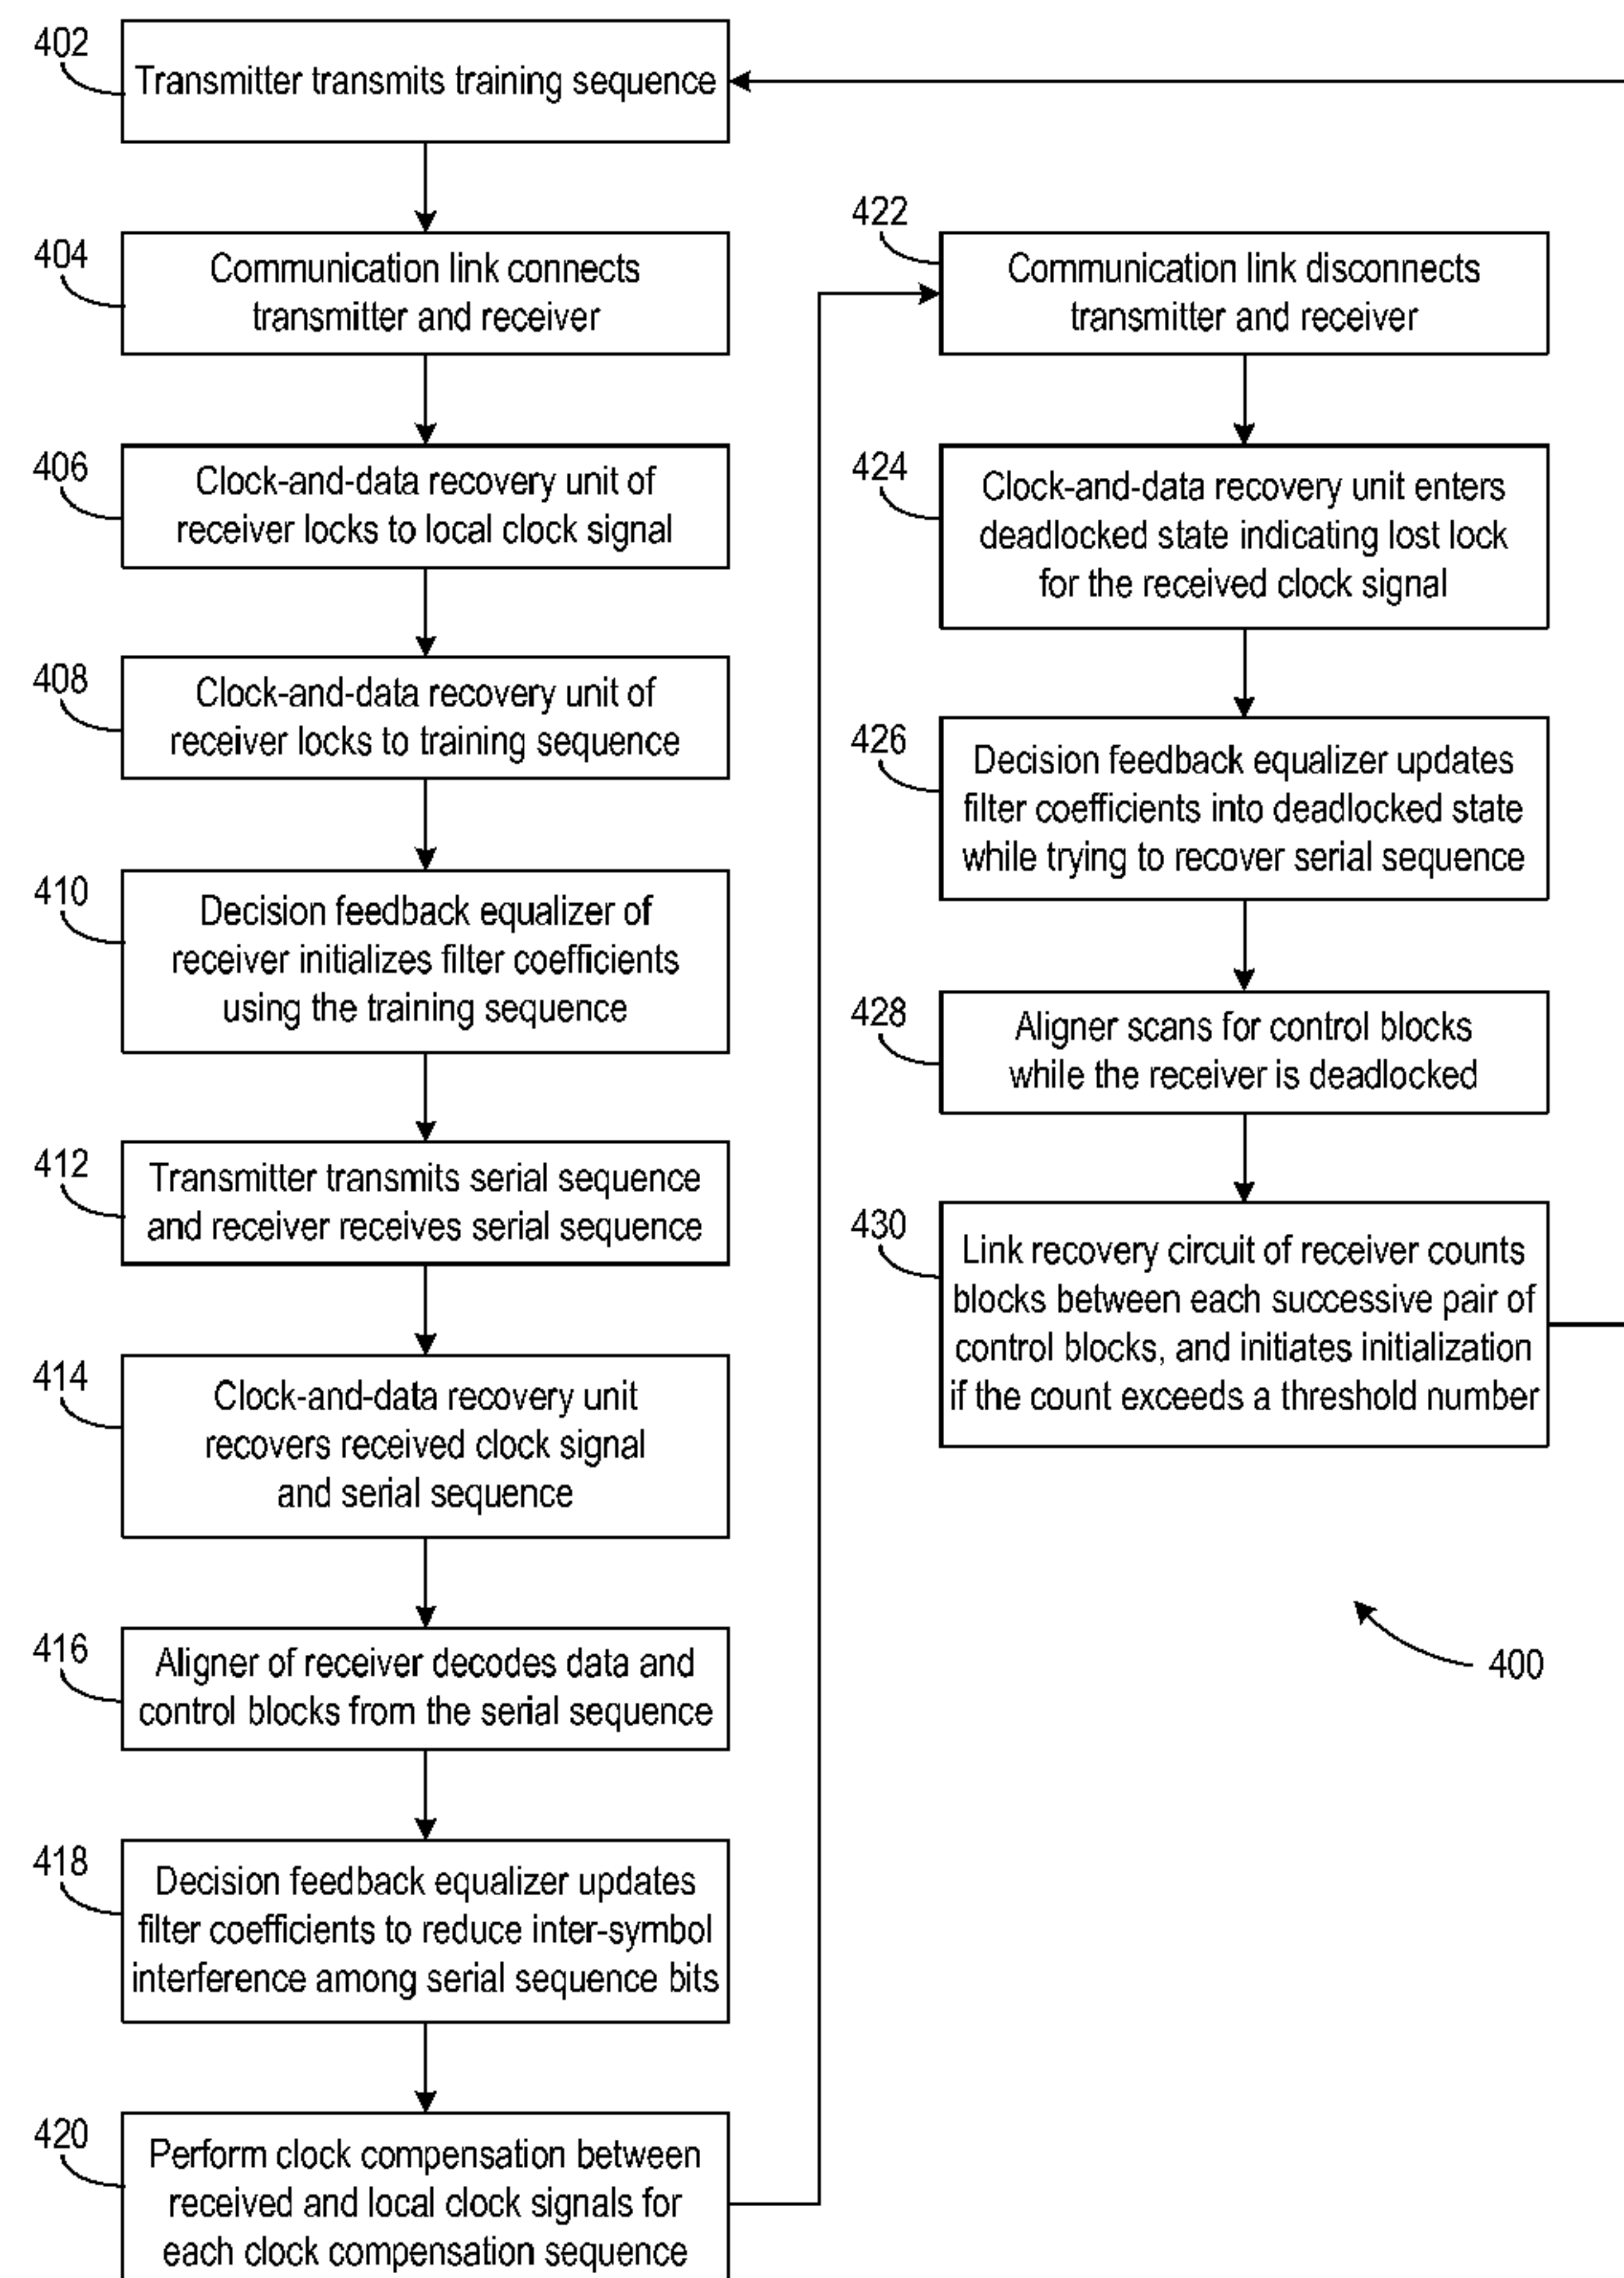 402
Transmitter transmits training sequence
404
Communication link connects
transmitter and receiver
406
Clock-and-data recovery unit of
receiver locks to local clock signal
408
Clock-and-data recovery unit of
receiver locks to training sequence
410
Decision feedback equalizer of
receiver initializes filter coefficients
using the training sequence
412
Transmitter transmits serial sequence
and receiver receives serial sequence
414
Clock-and-data recovery unit
recovers received clock signal
and serial sequence
416
Aligner of receiver decodes data and
control blocks from the serial sequence
418
Decision feedback equalizer updates
filter coefficients to reduce inter-symbol
interference among serial sequence bits
420
Perform clock compensation between
received and local clock signals for
each clock compensation sequence
422
Communication link disconnects
transmitter and receiver
424
Clock-and-data recovery unit enters
deadlocked state indicating lost lock
for the received clock signal
426
Decision feedback equalizer updates
filter coefficients into deadlocked state
while trying to recover serial sequence
428
Aligner scans for control blocks
while the receiver is deadlocked
430
Link recovery circuit of receiver counts
blocks between each successive pair of
control blocks, and initiates initialization
if the count exceeds a threshold number
400